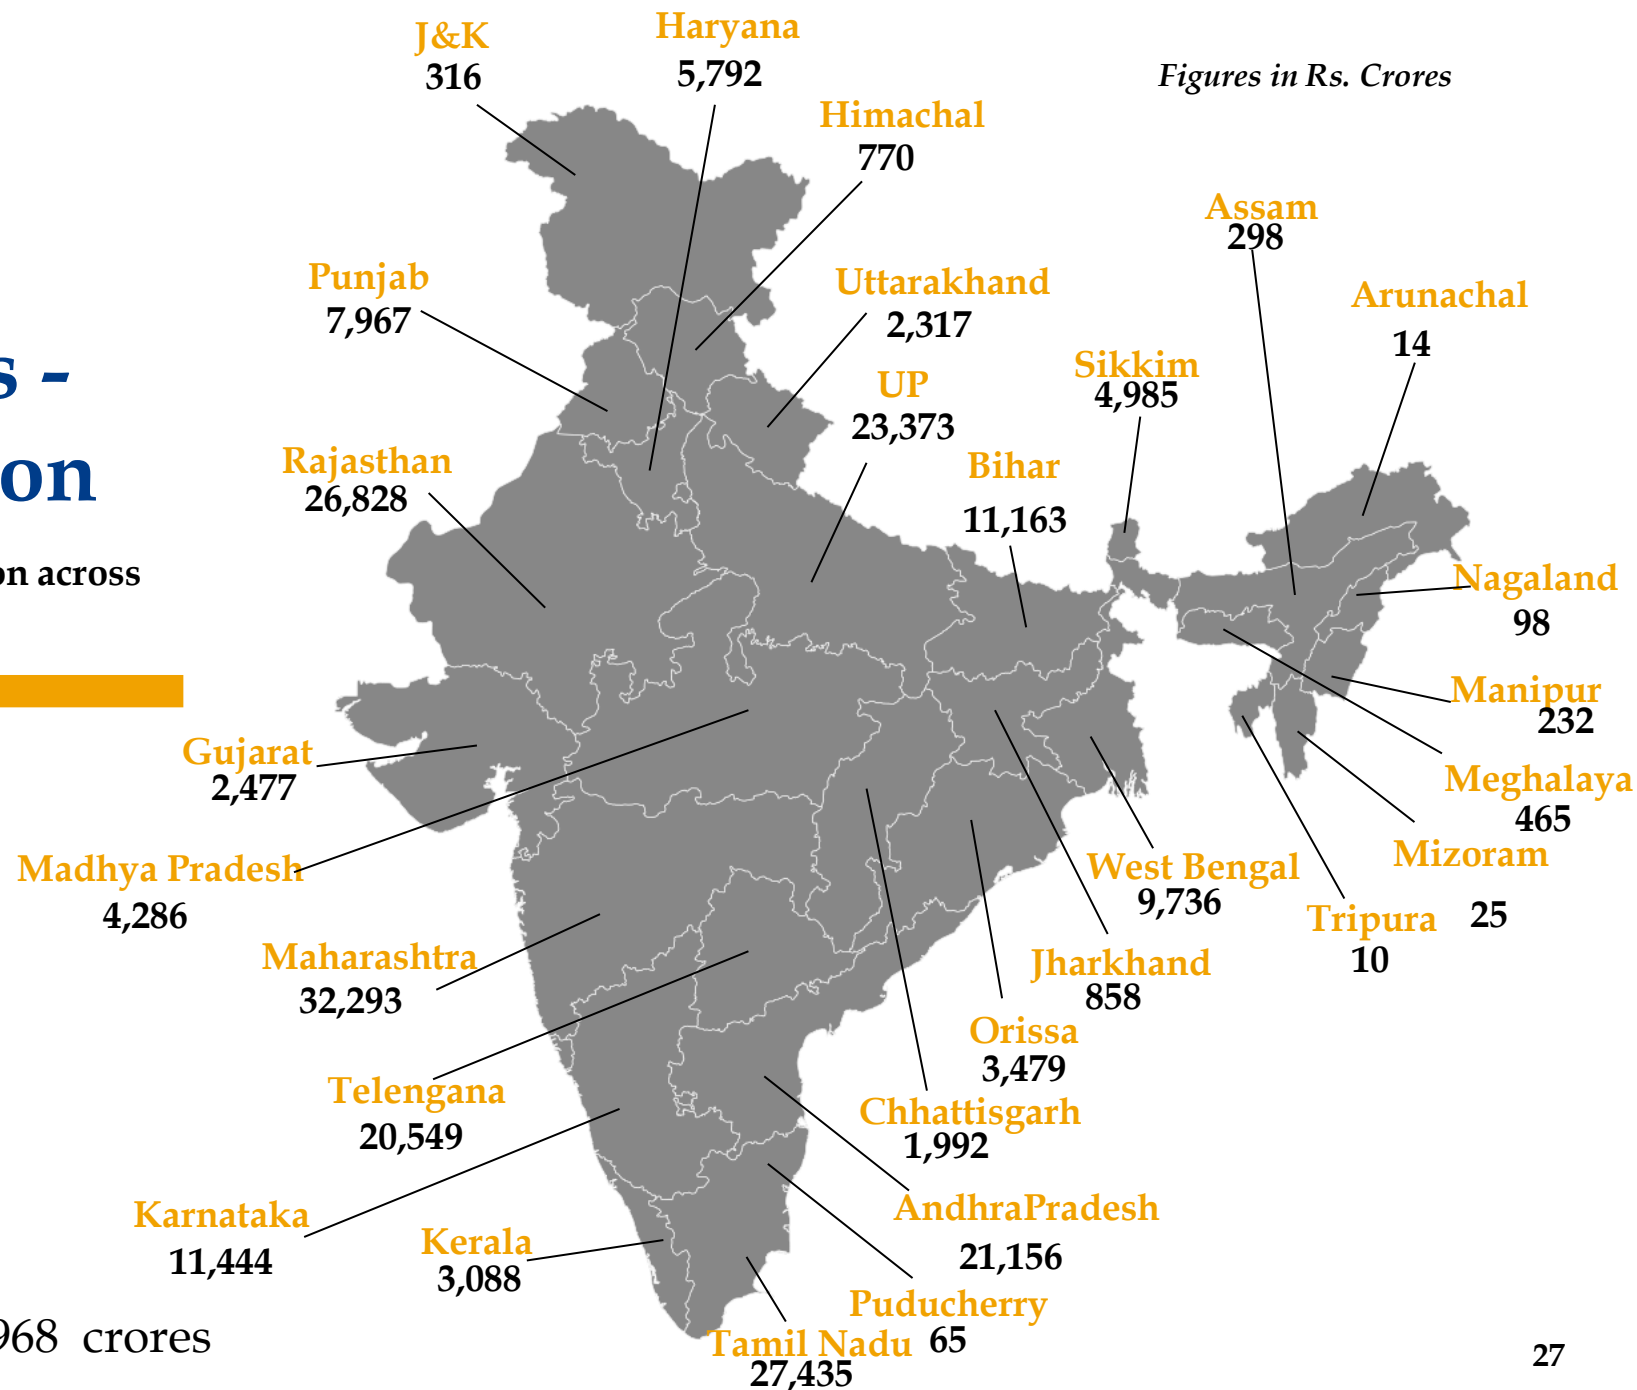 J&K
316
Haryana
5,792
Figures in Rs. Crores
Himachal
770
Assam
298
Punjab
7,967
Uttarakhand
2,317
Arunachal
14
s -
Sikkim
4,985
UP
23,373
on
Rajasthan
26,828
Bihar
11,163
on across
Nagaland
98
Manipur
232
Gujarat
2,477
Meghalaya
465
Madhya Pradesh
4,286
Mizoram
25
West Bengal
9,736
Tripura
10
Maharashtra
32,293
Jharkhand
858
Orissa
3,479
Telengana
20,549
Chhattisgarh
1,992
AndhraPradesh
21,156
Karnataka
11,444
Kerala
3,088
Puducherry
65
968 crores
Tamil Nadu
27,435
27